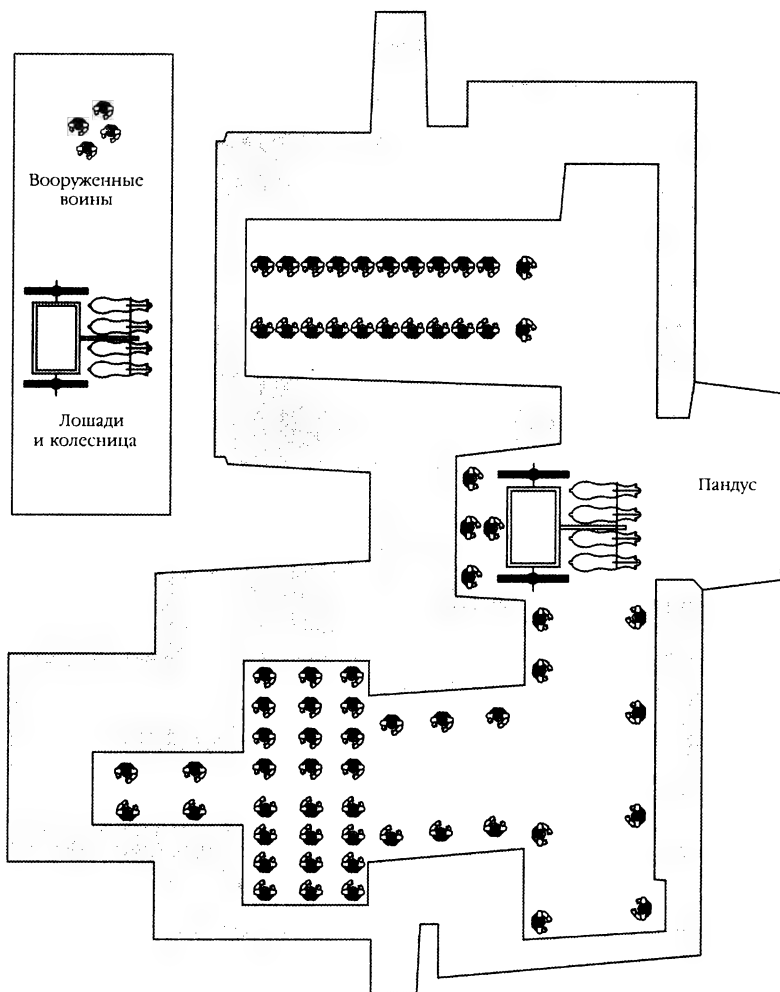 Вооруженные
воины
Лошади
и колесница
Пандус